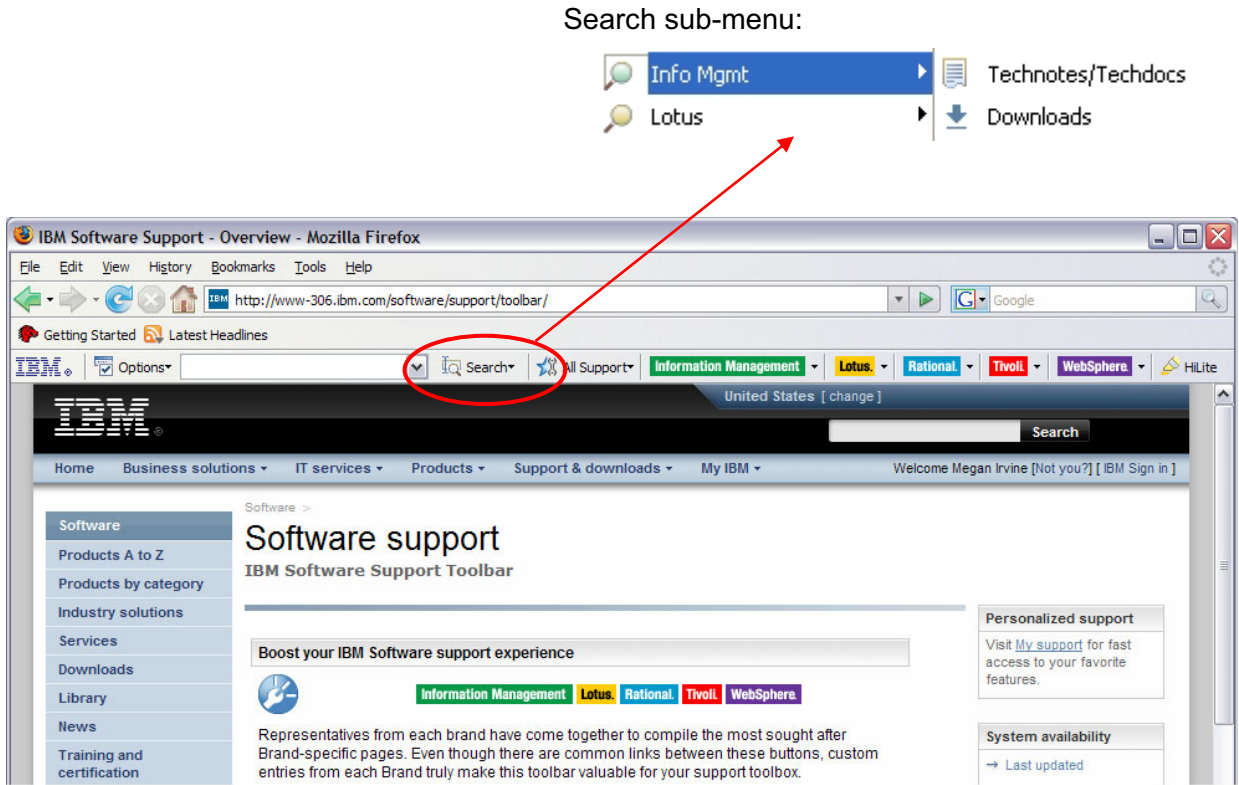 Search sub-menu:
Info Mgmt
Technotes/Techdocs
Lotus
Downloads
IBM Software Support - Overview - Mozilla Firefox
File Edit View History Bookmarks Tools Help
IBM http://www-306.ibm.com/software/support/toolbar/
G Google
Getting Started Latest Headlines
IBM ® Options Search All Support Information Management Lotus. Rational. Tivoli. WebSphere. HiLite
IBM ®
United States [ change ]
Search
Home Business solutions IT services Products Support & downloads My IBM Welcome Megan Irvine [Not you?] [ IBM Sign in ]
Software
Products A to Z
Products by category
Industry solutions
Services
Downloads
Library
News
Training and
certification
Software >
Software support
IBM Software Support Toolbar
Boost your IBM Software support experience
Information Management Lotus. Rational. Tivoli. WebSphere.
Representatives from each brand have come together to compile the most sought after
Brand-specific pages. Even though there are common links between these buttons, custom
entries from each Brand truly make this toolbar valuable for your support toolbox.
Personalized support
Visit My support for fast
access to your favorite
features.
System availability
→ Last updated